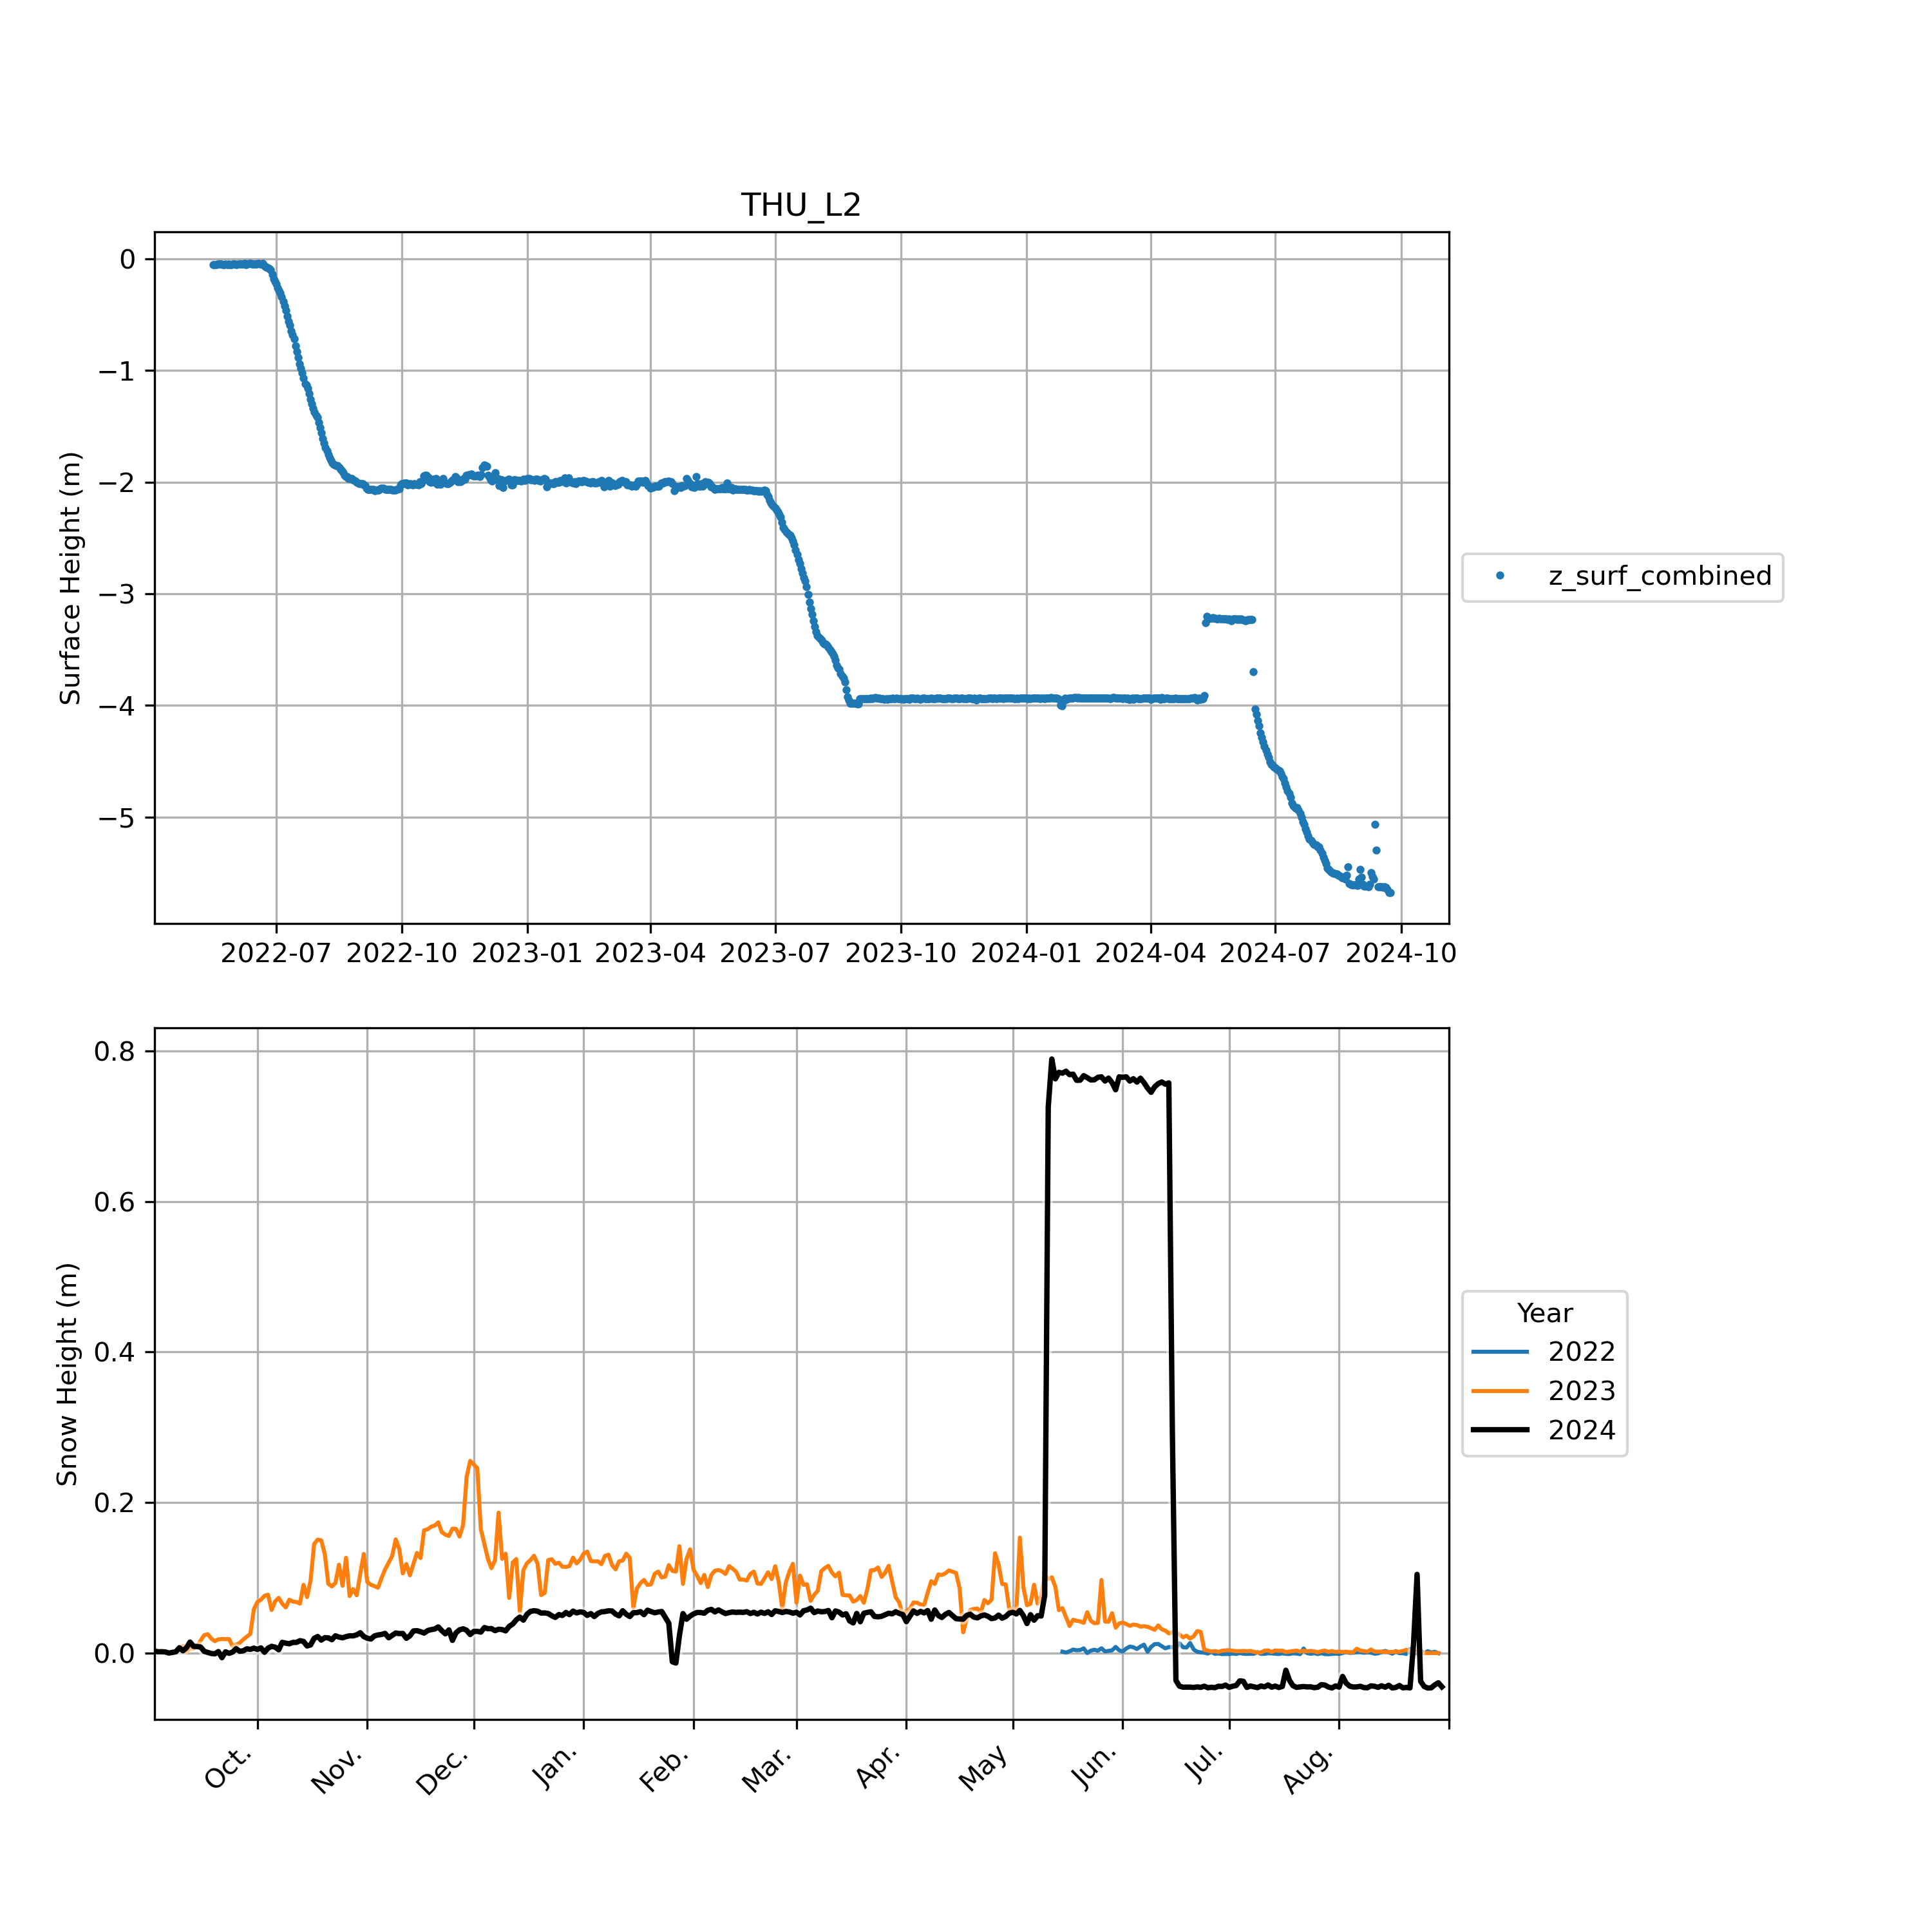 THU_L2
Surface Height (m)
0
−1
−2
−3
−4
−5
2022-07 2022-10 2023-01 2023-04 2023-07 2023-10 2024-01 2024-04 2024-07 2024-10
z_surf_combined
Snow Height (m)
0.8
0.6
0.4
0.2
0.0
Oct. Nov. Dec. Jan. Feb. Mar. Apr. May Jun. Jul. Aug.
Year
2022
2023
2024